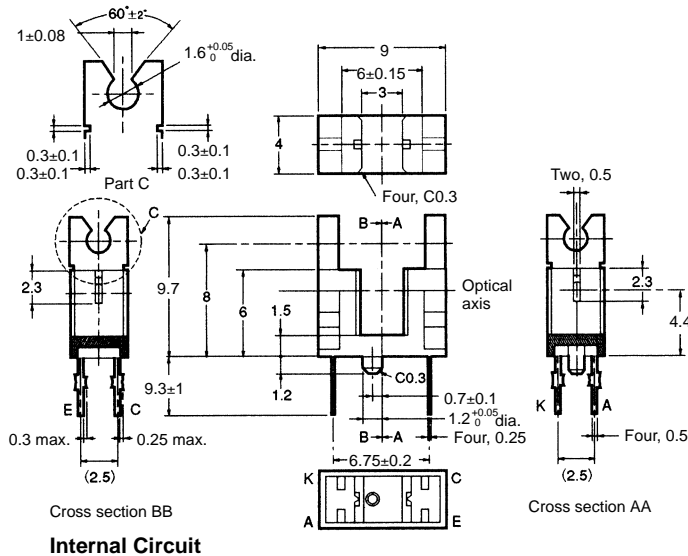 60°±2°
1±0.08
1.6 +0.05 0 dia.
0.3±0.1
0.3±0.1
0.3±0.1
0.3±0.1
Part C
9
6±0.15
3
4
Four, C0.3
Two, 0.5
C
B
A
2.3
9.7
8
6
1.5
Optical
axis
2.3
4.4
9.3±1
1.2
C0.3
0.7±0.1
1.2 +0.05 0 dia.
E
C
K
A
0.3 max.
0.25 max.
B
A
Four, 0.25
Four, 0.5
(2.5)
6.75±0.2
(2.5)
K
C
A
E
Cross section BB
Cross section AA
Internal Circuit